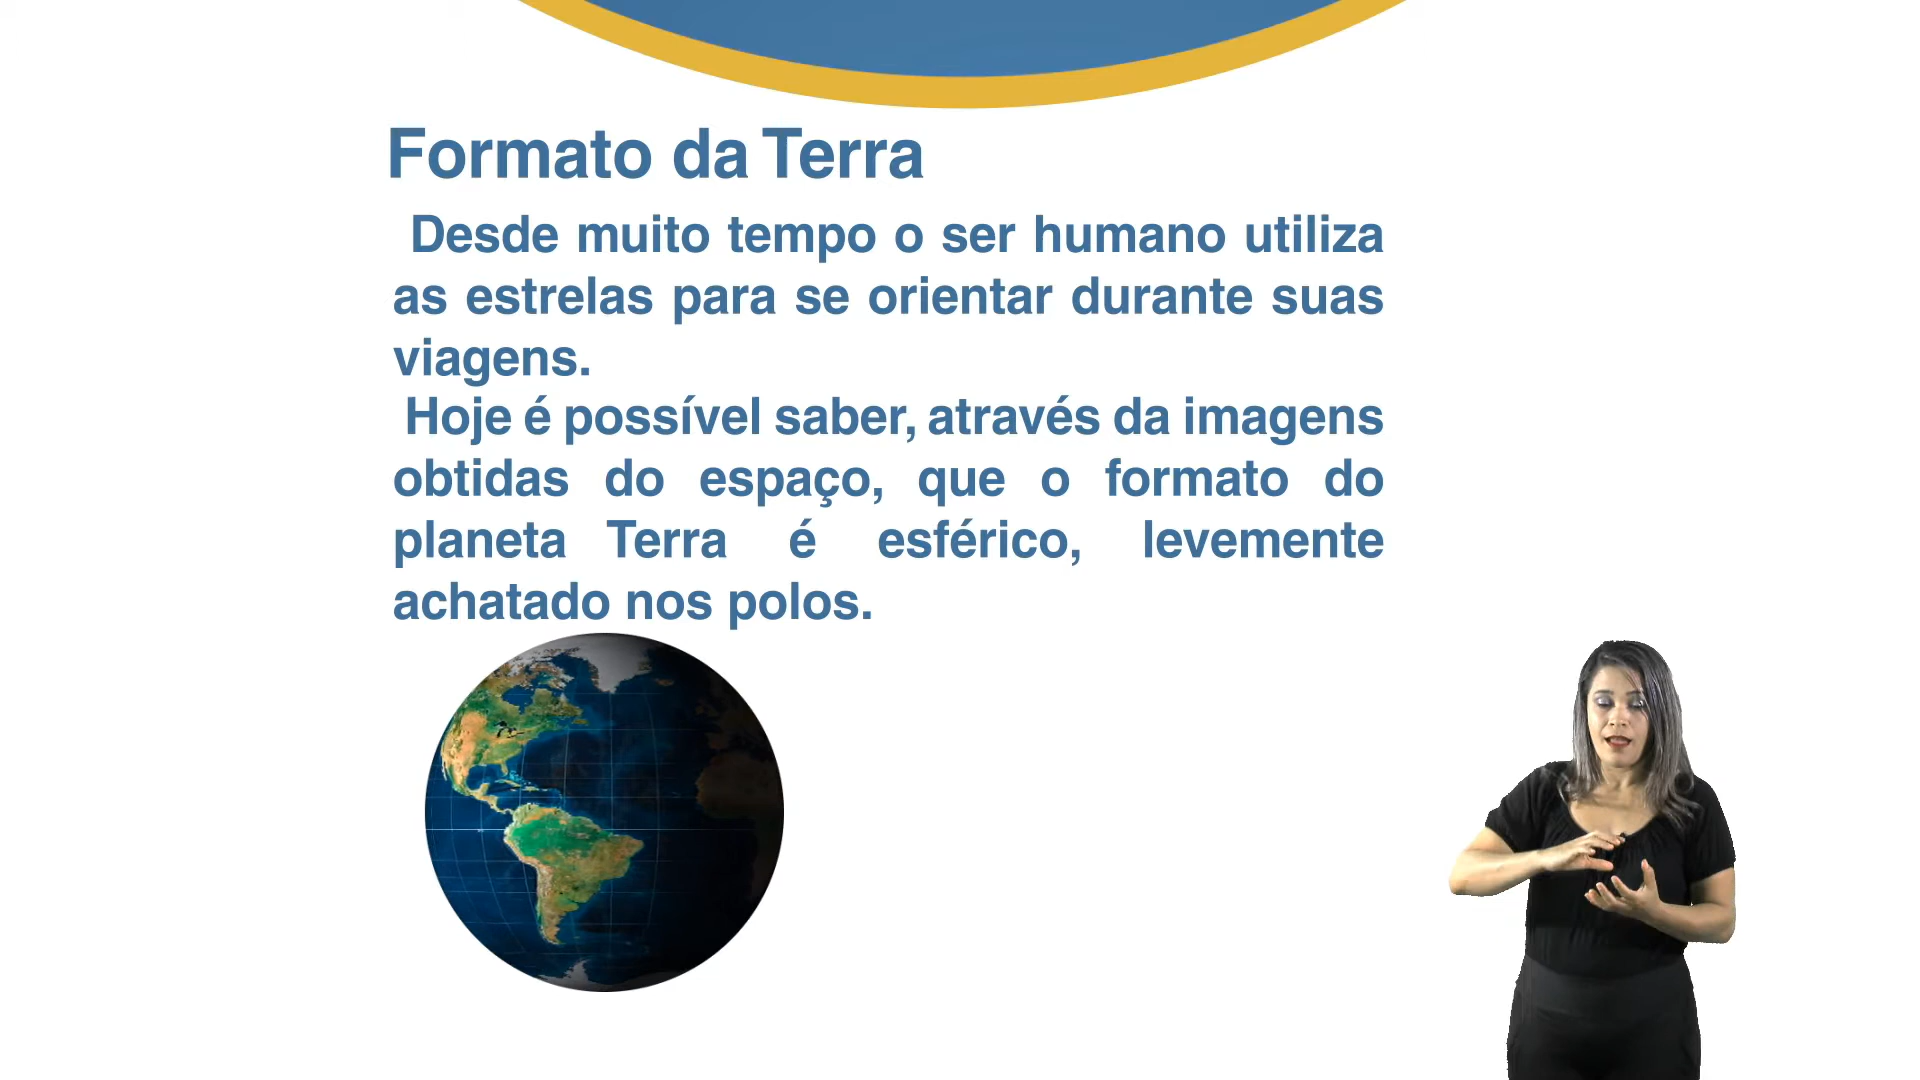 Formato da Terra
Desde muito tempo o ser humano utiliza
as estrelas para se orientar durante suas
viagens.
Hoje é possível saber, através da imagens
obtidas do espaço, que o formato do
planeta Terra é esférico, levemente
achatado nos polos.